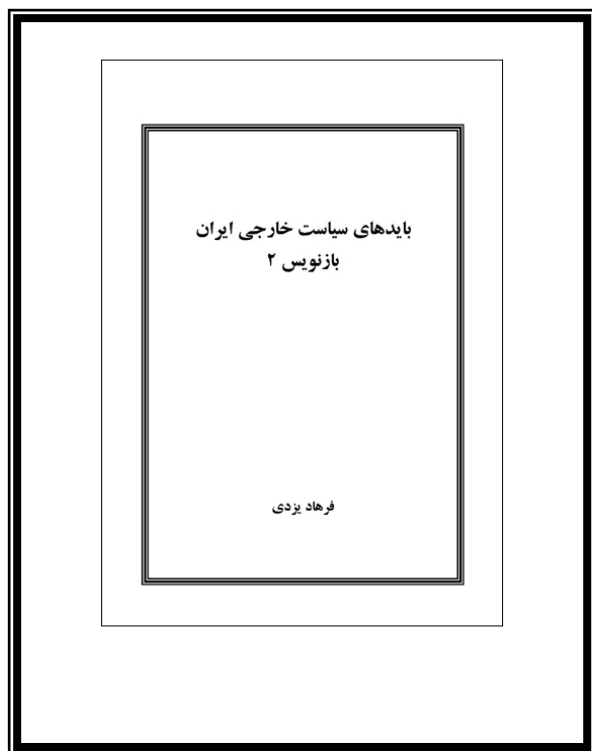 بایدهای سیاست خارجی ایران
بازنویس ۲
فرهاد یزدی